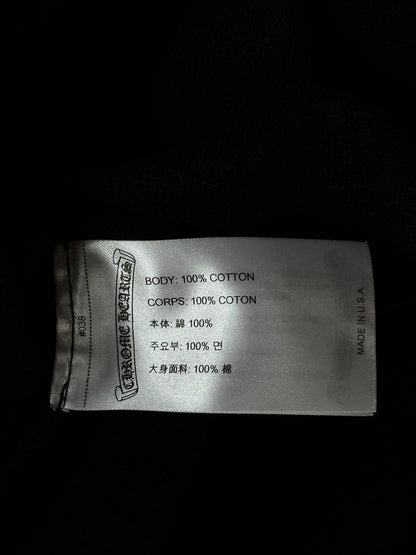 #038
CHROME HEARTS
BODY: 100% COTTON
CORPS: 100% COTON
本体: 綿 100%
주요부: 100% 면
大身面料: 100% 棉
MADE IN U.S.A.